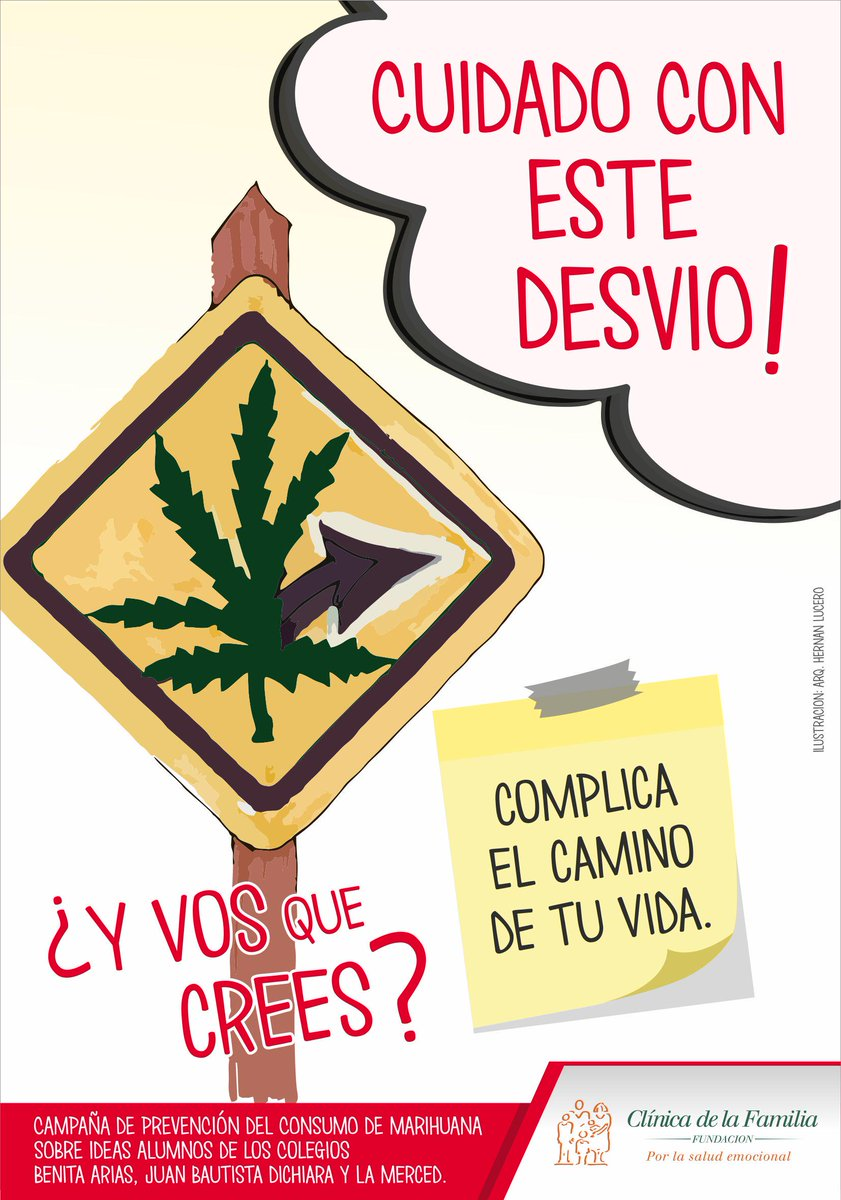 CUIDADO CON
ESTE
DESVIO!
ILUSTRACION: ARQ. HERNAN LUCERO
COMPLICA
EL CAMINO
DE TU VIDA.
¿Y VOS QUE
CREES?
CAMPAÑA DE PREVENCIÓN DEL CONSUMO DE MARIHUANA
SOBRE IDEAS ALUMNOS DE LOS COLEGIOS
BENITA ARIAS, JUAN BAUTISTA DICHIARA Y LA MERCED.
Clínica de la Familia
FUNDACION
Por la salud emocional